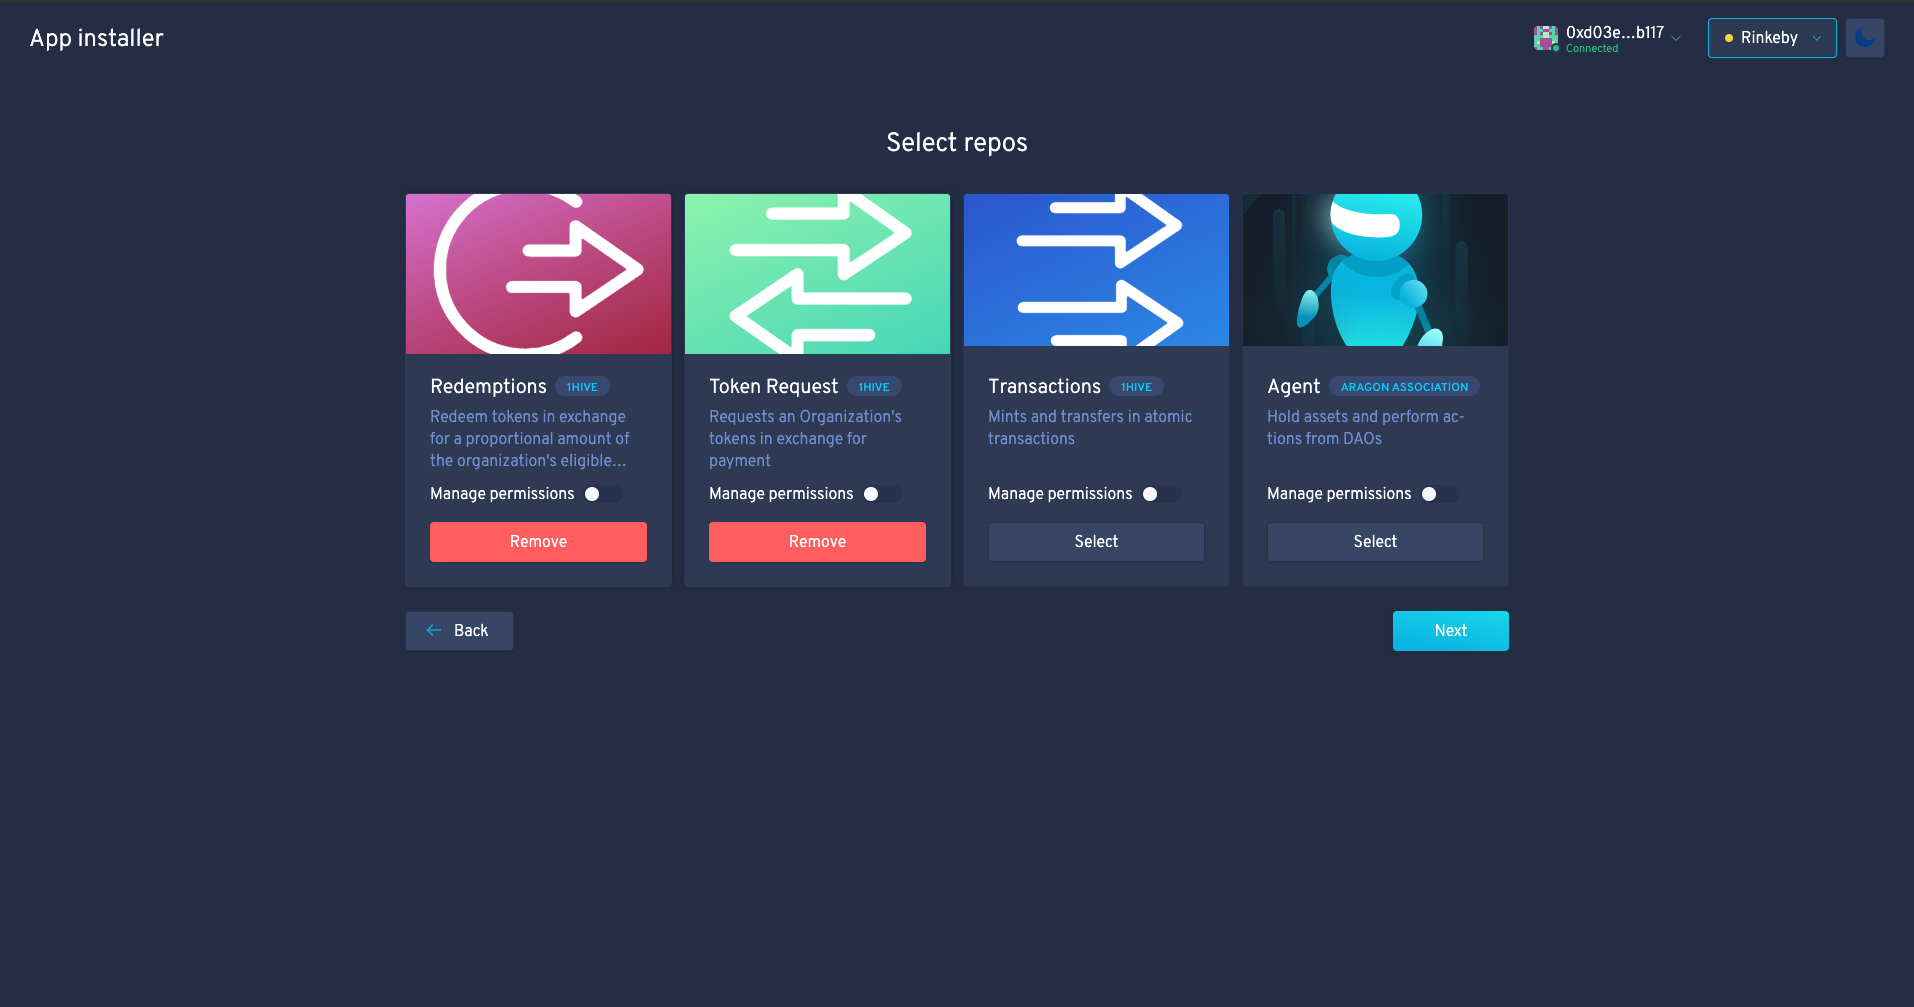 App installer
0xd03e...b117
Connected
Rinkeby
Select repos
Redemptions 1HIVE
Redeem tokens in exchange
for a proportional amount of
the organization's eligible...
Manage permissions
Remove
Token Request 1HIVE
Requests an Organization's
tokens in exchange for
payment
Manage permissions
Remove
Transactions 1HIVE
Mints and transfers in atomic
transactions
Manage permissions
Select
Agent ARAGON ASSOCIATION
Hold assets and perform ac-
tions from DAOs
Manage permissions
Select
Back
Next